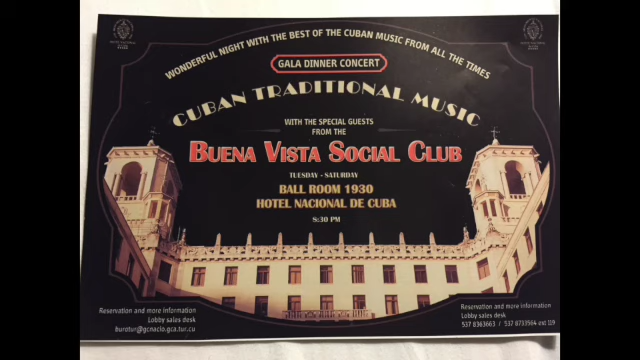 WONDERFUL NIGHT WITH THE BEST OF THE CUBAN MUSIC FROM ALL THE TIMES
GALA DINNER CONCERT
CUBAN TRADITIONAL MUSIC
WITH THE SPECIAL GUESTS
FROM THE
BUENA VISTA SOCIAL CLUB
TUESDAY - SATURDAY
BALL ROOM 1930
HOTEL NACIONAL DE CUBA
8:30 PM
Reservation and more information
Lobby sales desk
Reservation and more information
Lobby sales desk
537 8363663 / 537 8733564 ext 119